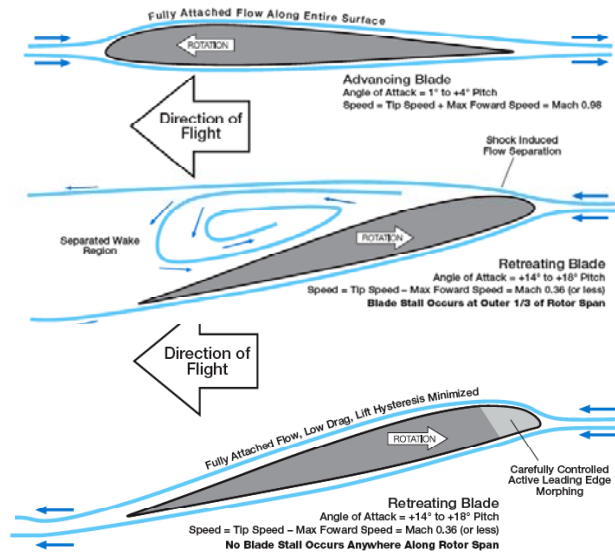 Fully Attached Flow Along Entire Surface
ROTATION
Advancing Blade
Angle of Attack = 1° to +4° Pitch
Speed = Tip Speed + Max Foward Speed = Mach 0.98
Direction of
Flight
Shock Induced
Flow Separation
Separated Wake
Region
ROTATION
Retreating Blade
Angle of Attack = +14° to +18° Pitch
Speed = Tip Speed – Max Foward Speed = Mach 0.36 (or less)
Blade Stall Occurs at Outer 1/3 of Rotor Span
Direction of
Flight
Fully Attached Flow, Low Drag, Lift Hysteresis Minimized
ROTATION
Carefully Controlled
Active Leading Edge
Morphing
Retreating Blade
Angle of Attack = +14° to +18° Pitch
Speed = Tip Speed – Max Foward Speed = Mach 0.36 (or less)
No Blade Stall Occurs Anywhere Along Rotor Span